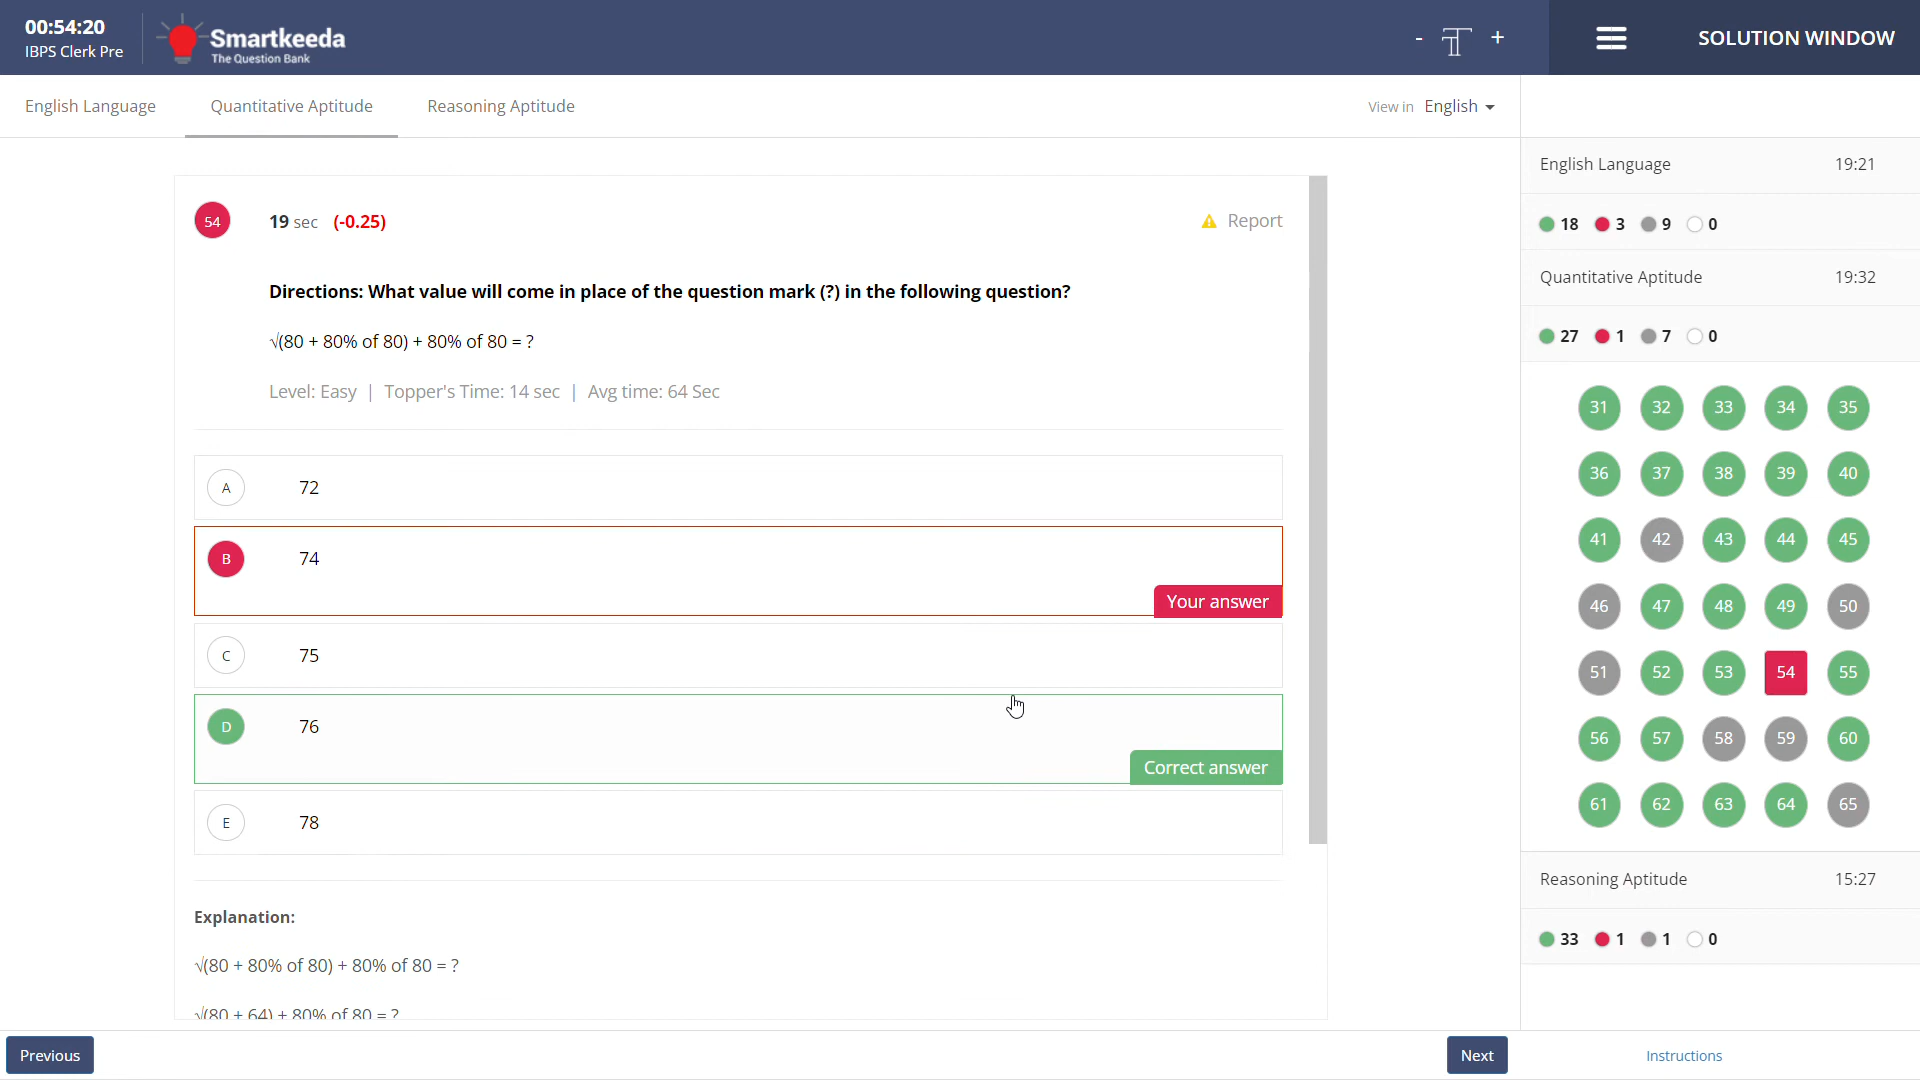 00:54:20
IBPS Clerk Pre
Smartkeeda
The Question Bank
- T +
SOLUTION WINDOW
English Language
Quantitative Aptitude
Reasoning Aptitude
View in English
54
19 sec (-0.25)
Report
Directions: What value will come in place of the question mark (?) in the following question?
√(80 + 80% of 80) + 80% of 80 = ?
Level: Easy | Topper's Time: 14 sec | Avg time: 64 Sec
A 72
B 74
Your answer
C 75
D 76
Correct answer
E 78
Explanation:
√(80 + 80% of 80) + 80% of 80 = ?
√(80 + 64) + 80% of 80 = ?
English Language 19:21
18 3 9 0
Quantitative Aptitude 19:32
27 1 7 0
31 32 33 34 35
36 37 38 39 40
41 42 43 44 45
46 47 48 49 50
51 52 53 54 55
56 57 58 59 60
61 62 63 64 65
Reasoning Aptitude 15:27
33 1 1 0
Previous
Next
Instructions